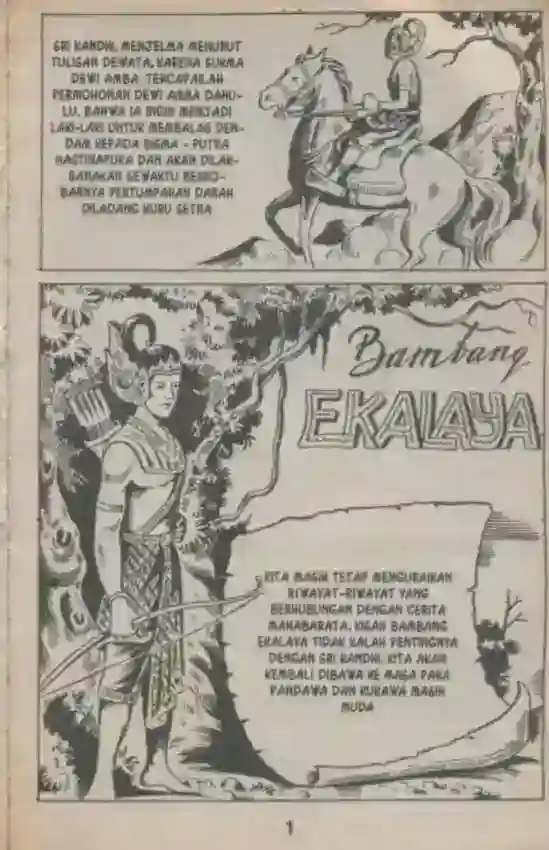 SRI KANDHI, MENJELMA MENURUT
TULISAN DEWATA, KARENA SUKMA
DEWI AMBA TERCAPAILAH
PERMOHONAN DEWI AMBA DAHU-
LU, BAHWA IA INGIN MENJADI
LAKI-LAKI UNTUK MEMBALAS DEN-
DAM KEPADA BISMA - PUTRA
HASTINAPURA DAN AKAN DILAK-
SANAKAN SEWAKTU BERKO-
BARNYA PERTUMPAHAN DARAH
DILADANG KURU SETRA
Bambang
EKALAYA
KITA MASIH TETAP MENGURAIKAN
RIWAYAT-RIWAYAT YANG
BERHUBUNGAN DENGAN CERITA
MAHABARATA. KISAH BAMBANG
EKALAYA TIDAK KALAH PENTINGNYA
DENGAN SRI KANDHI. KITA AKAN
KEMBALI DIBAWA KE MASA PARA
PANDAWA DAN KURAWA MASIH
MUDA
1